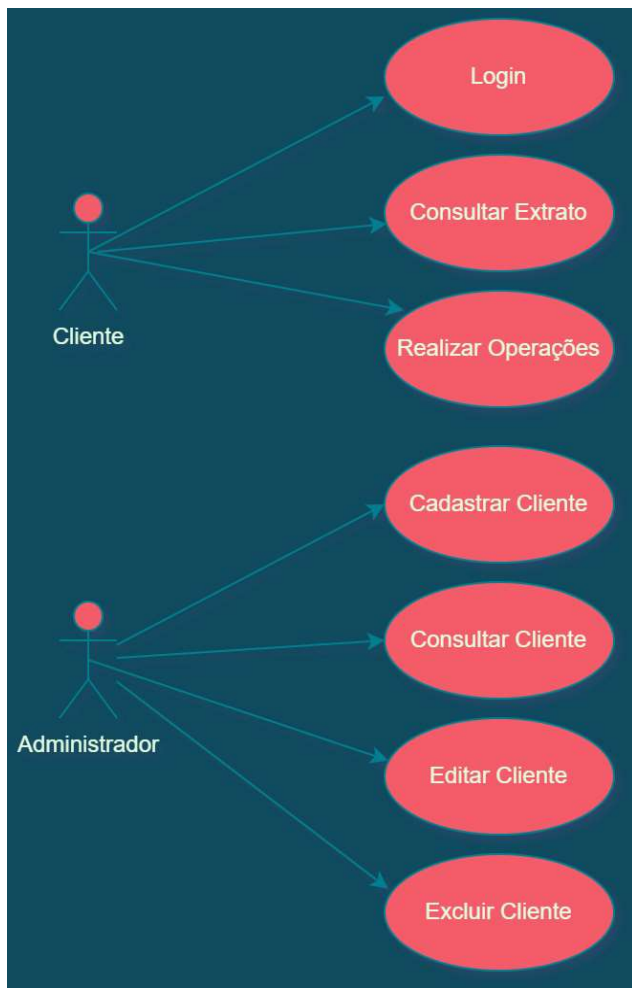 Login
Consultar Extrato
Cliente
Realizar Operações
Cadastrar Cliente
Consultar Cliente
Administrador
Editar Cliente
Excluir Cliente